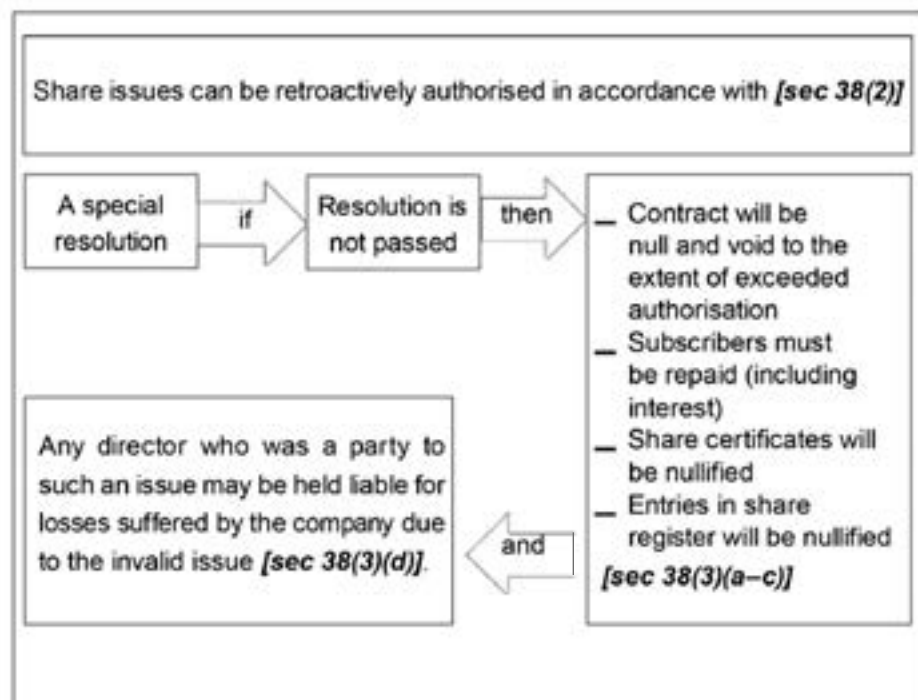 Share issues can be retroactively authorised in accordance with [sec 38(2)]
A special
resolution
if
Resolution is
not passed
then
– Contract will be
null and void to the
extent of exceeded
authorisation
– Subscribers must
be repaid (including
interest)
– Share certificates will
be nullified
– Entries in share
register will be nullified
[sec 38(3)(a–c)]
and
Any director who was a party to
such an issue may be held liable for
losses suffered by the company due
to the invalid issue [sec 38(3)(d)].